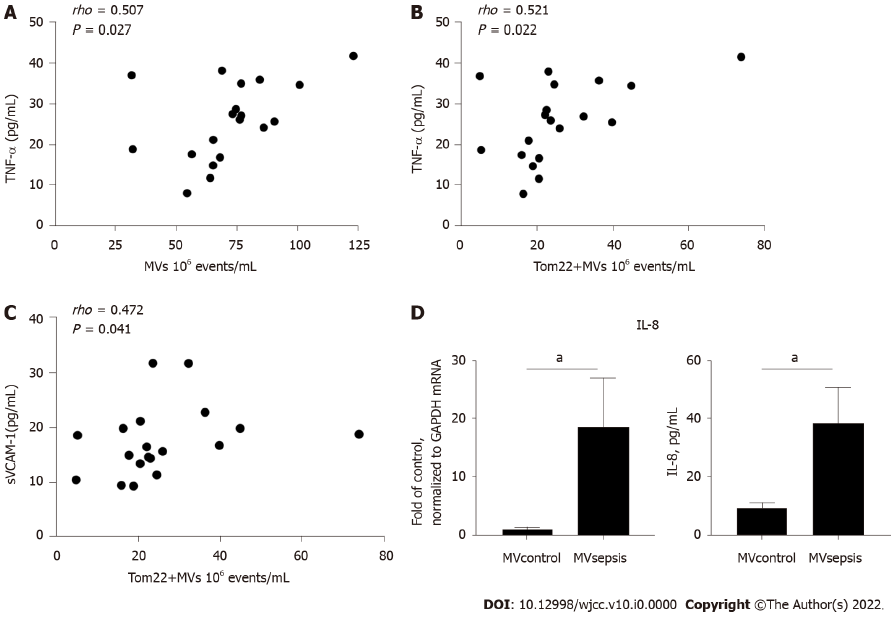 A
rho = 0.507
P = 0.027
50
40
30
20
10
0
TNF-α (pg/mL)
0 25 50 75 100 125
MVs 10⁶ events/mL
B
rho = 0.521
P = 0.022
50
40
30
20
10
0
TNF-α (pg/mL)
0 20 40 60 80
Tom22+MVs 10⁶ events/mL
C
rho = 0.472
P = 0.041
40
30
20
10
0
sVCAM-1(pg/mL)
0 20 40 60 80
Tom22+MVs 10⁶ events/mL
D
IL-8
a
30
20
10
0
Fold of control,
normalized to GAPDH mRNA
MVcontrol MVsepsis
a
60
40
20
0
IL-8, pg/mL
MVcontrol MVsepsis
DOI: 10.12998/wjcc.v10.i0.0000 Copyright ©The Author(s) 2022.